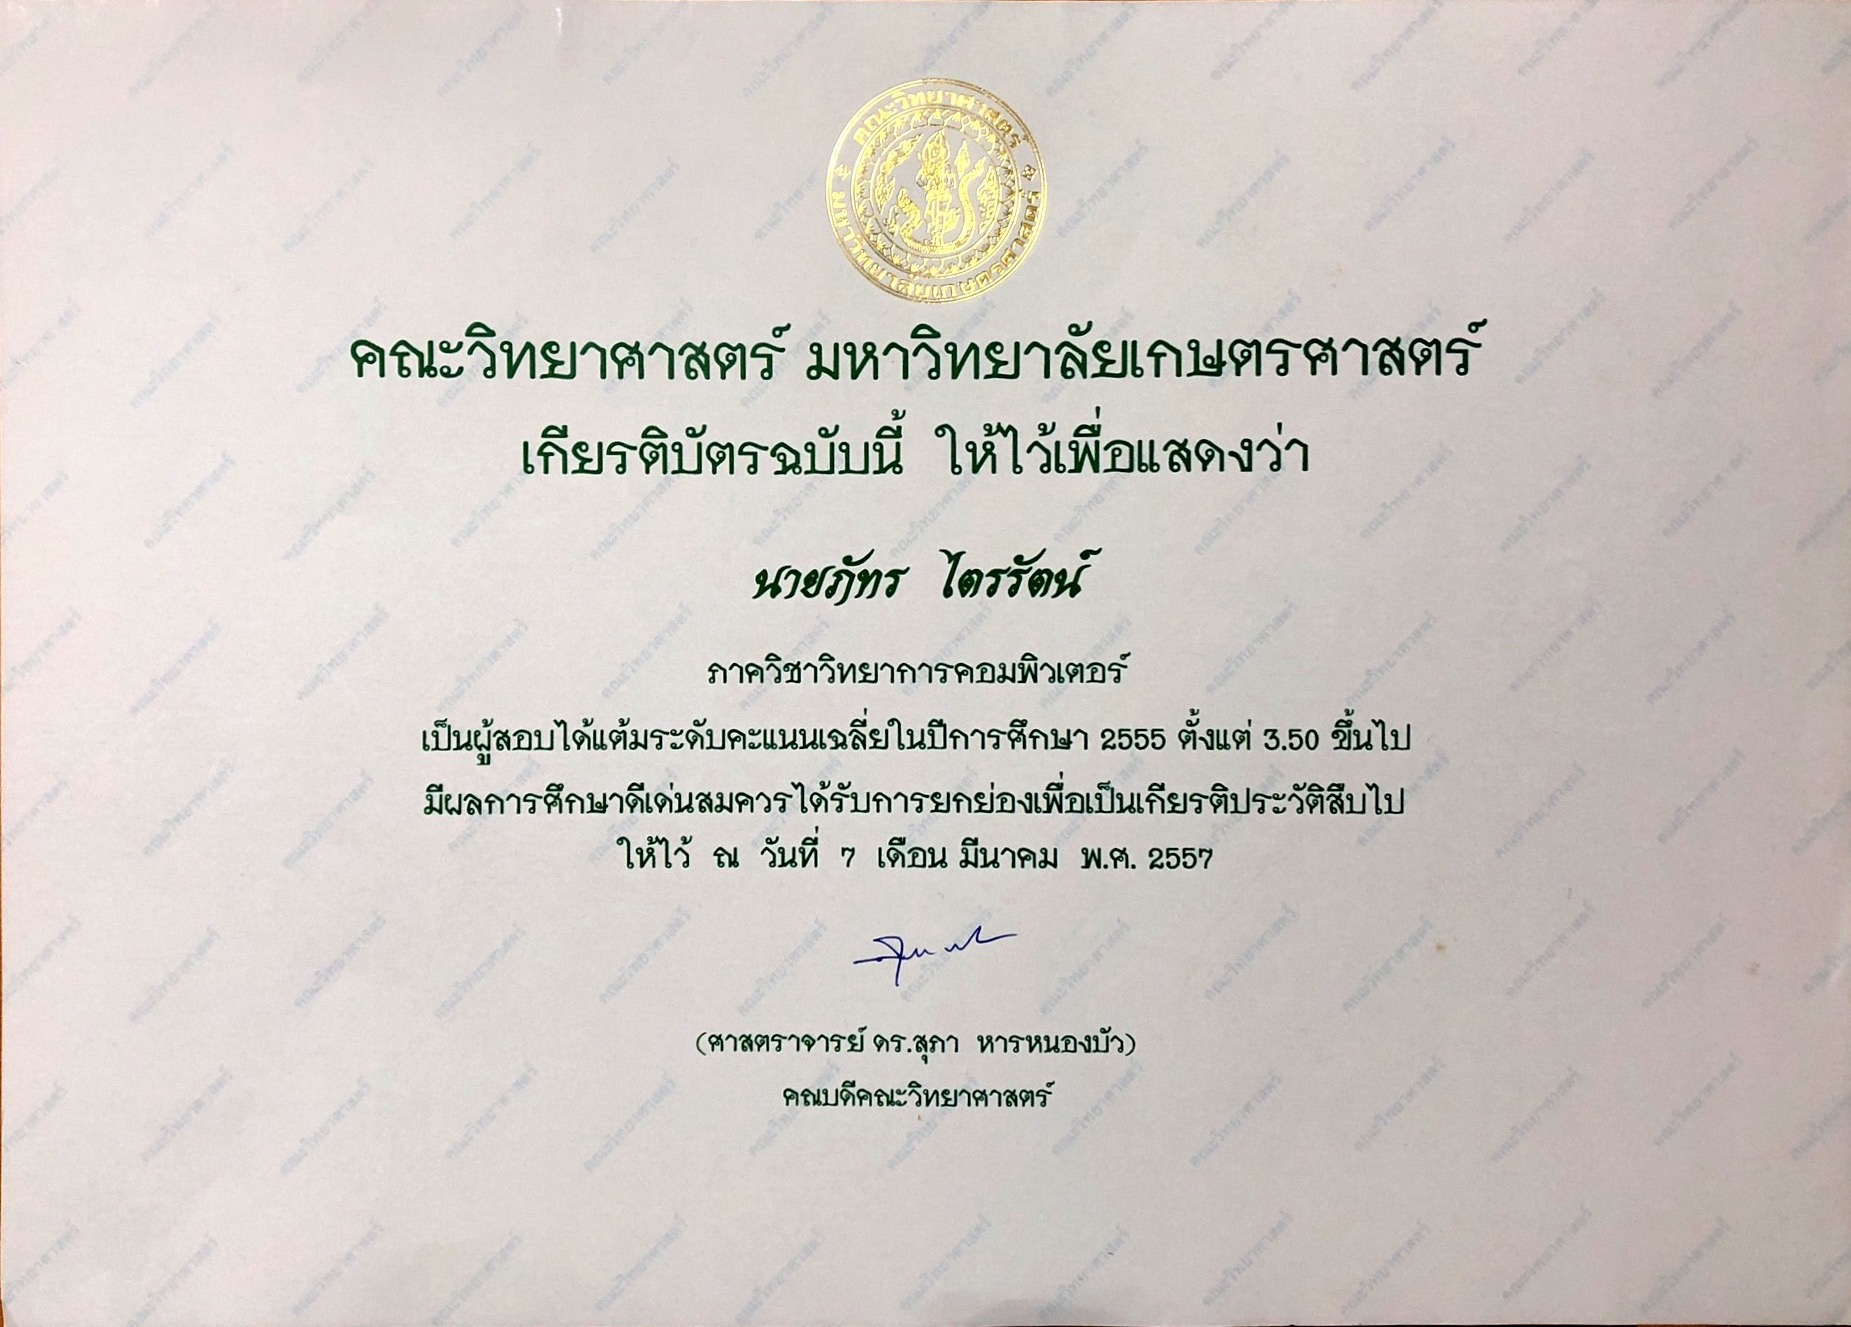 คณะวิทยาศาสตร์
มหาวิทยาลัยเกษตรศาสตร์
คณะวิทยาศาสตร์ มหาวิทยาลัยเกษตรศาสตร์
เกียรติบัตรฉบับนี้ ให้ไว้เพื่อแสดงว่า
นายภัทร ไตรรัตน์
ภาควิชาวิทยาการคอมพิวเตอร์
เป็นผู้สอบได้แต้มระดับคะแนนเฉลี่ยในปีการศึกษา 2555 ตั้งแต่ 3.50 ขึ้นไป
มีผลการศึกษาดีเด่นสมควรได้รับการยกย่องเพื่อเป็นเกียรติประวัติสืบไป
ให้ไว้ ณ วันที่ 7 เดือน มีนาคม พ.ศ. 2557
(ศาสตราจารย์ ดร.สุภา หารหนองบัว)
คณบดีคณะวิทยาศาสตร์